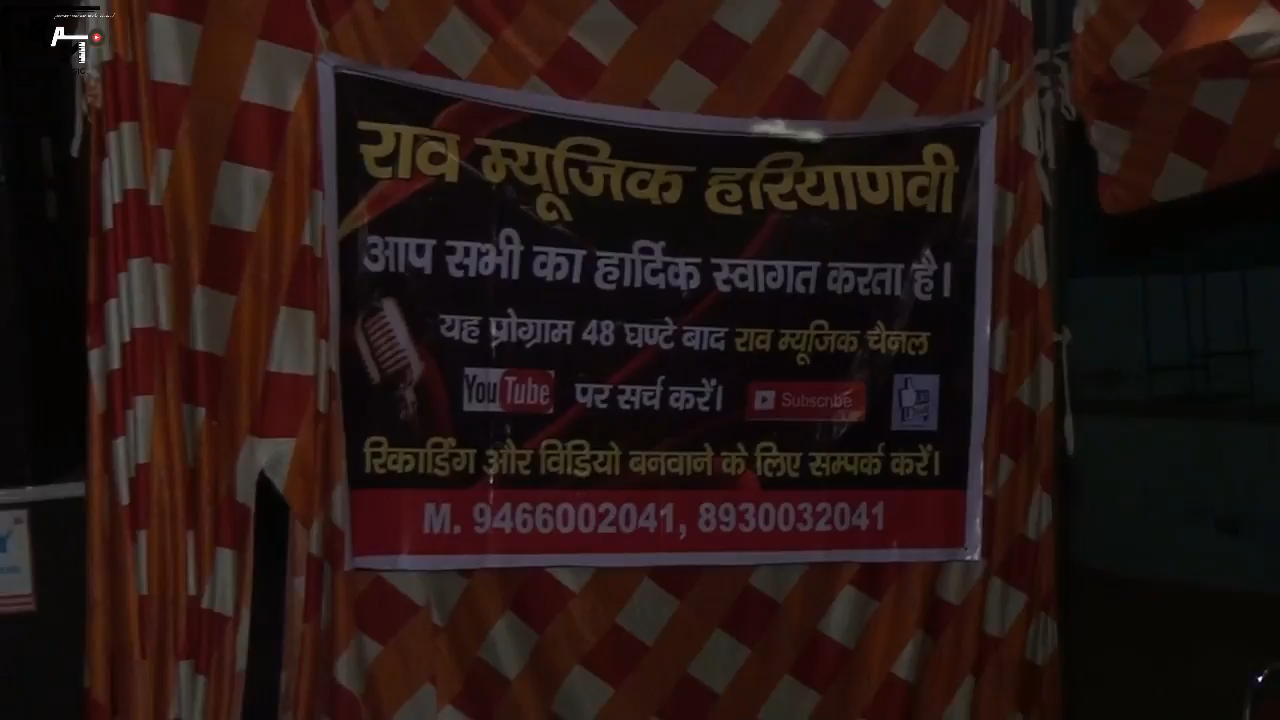 राव म्यूजिक हरियाणवी
आप सभी का हार्दिक स्वागत करता है।
यह प्रोग्राम 48 घण्टे बाद राव म्यूजिक चैनल
YouTube पर सर्च करें। Subscribe
रिकार्डिंग और विडियो बनवाने के लिए सम्पर्क करें।
M. 9466002041, 8930032041